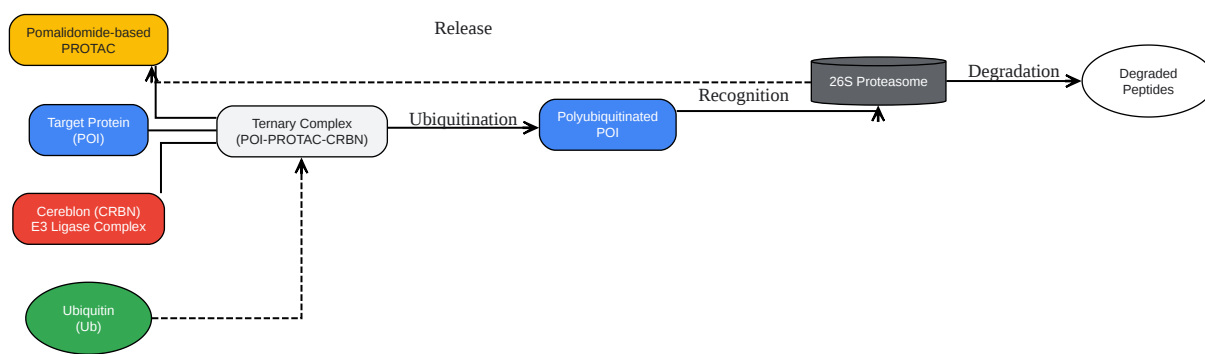 Pomalidomide-based
PROTAC
Release
26S Proteasome
Degradation
Degraded
Peptides
Recognition
Target Protein
(POI)
Ternary Complex
(POI-PROTAC-CRBN)
Ubiquitination
Polyubiquitinated
POI
Cereblon (CRBN)
E3 Ligase Complex
Ubiquitin
(Ub)